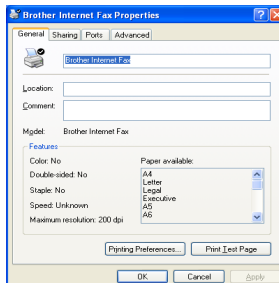 Brother Internet Fax Properties
General Sharing Ports Advanced
Brother Internet Fax
Location:
Comment:
Model: Brother Internet Fax
Features
Color: No
Double-sided: No
Staple: No
Speed: Unknown
Maximum resolution: 200 dpi
Paper available:
A4
Letter
Legal
Executive
A5
A6
Printing Preferences...
Print Test Page
OK
Cancel
Apply